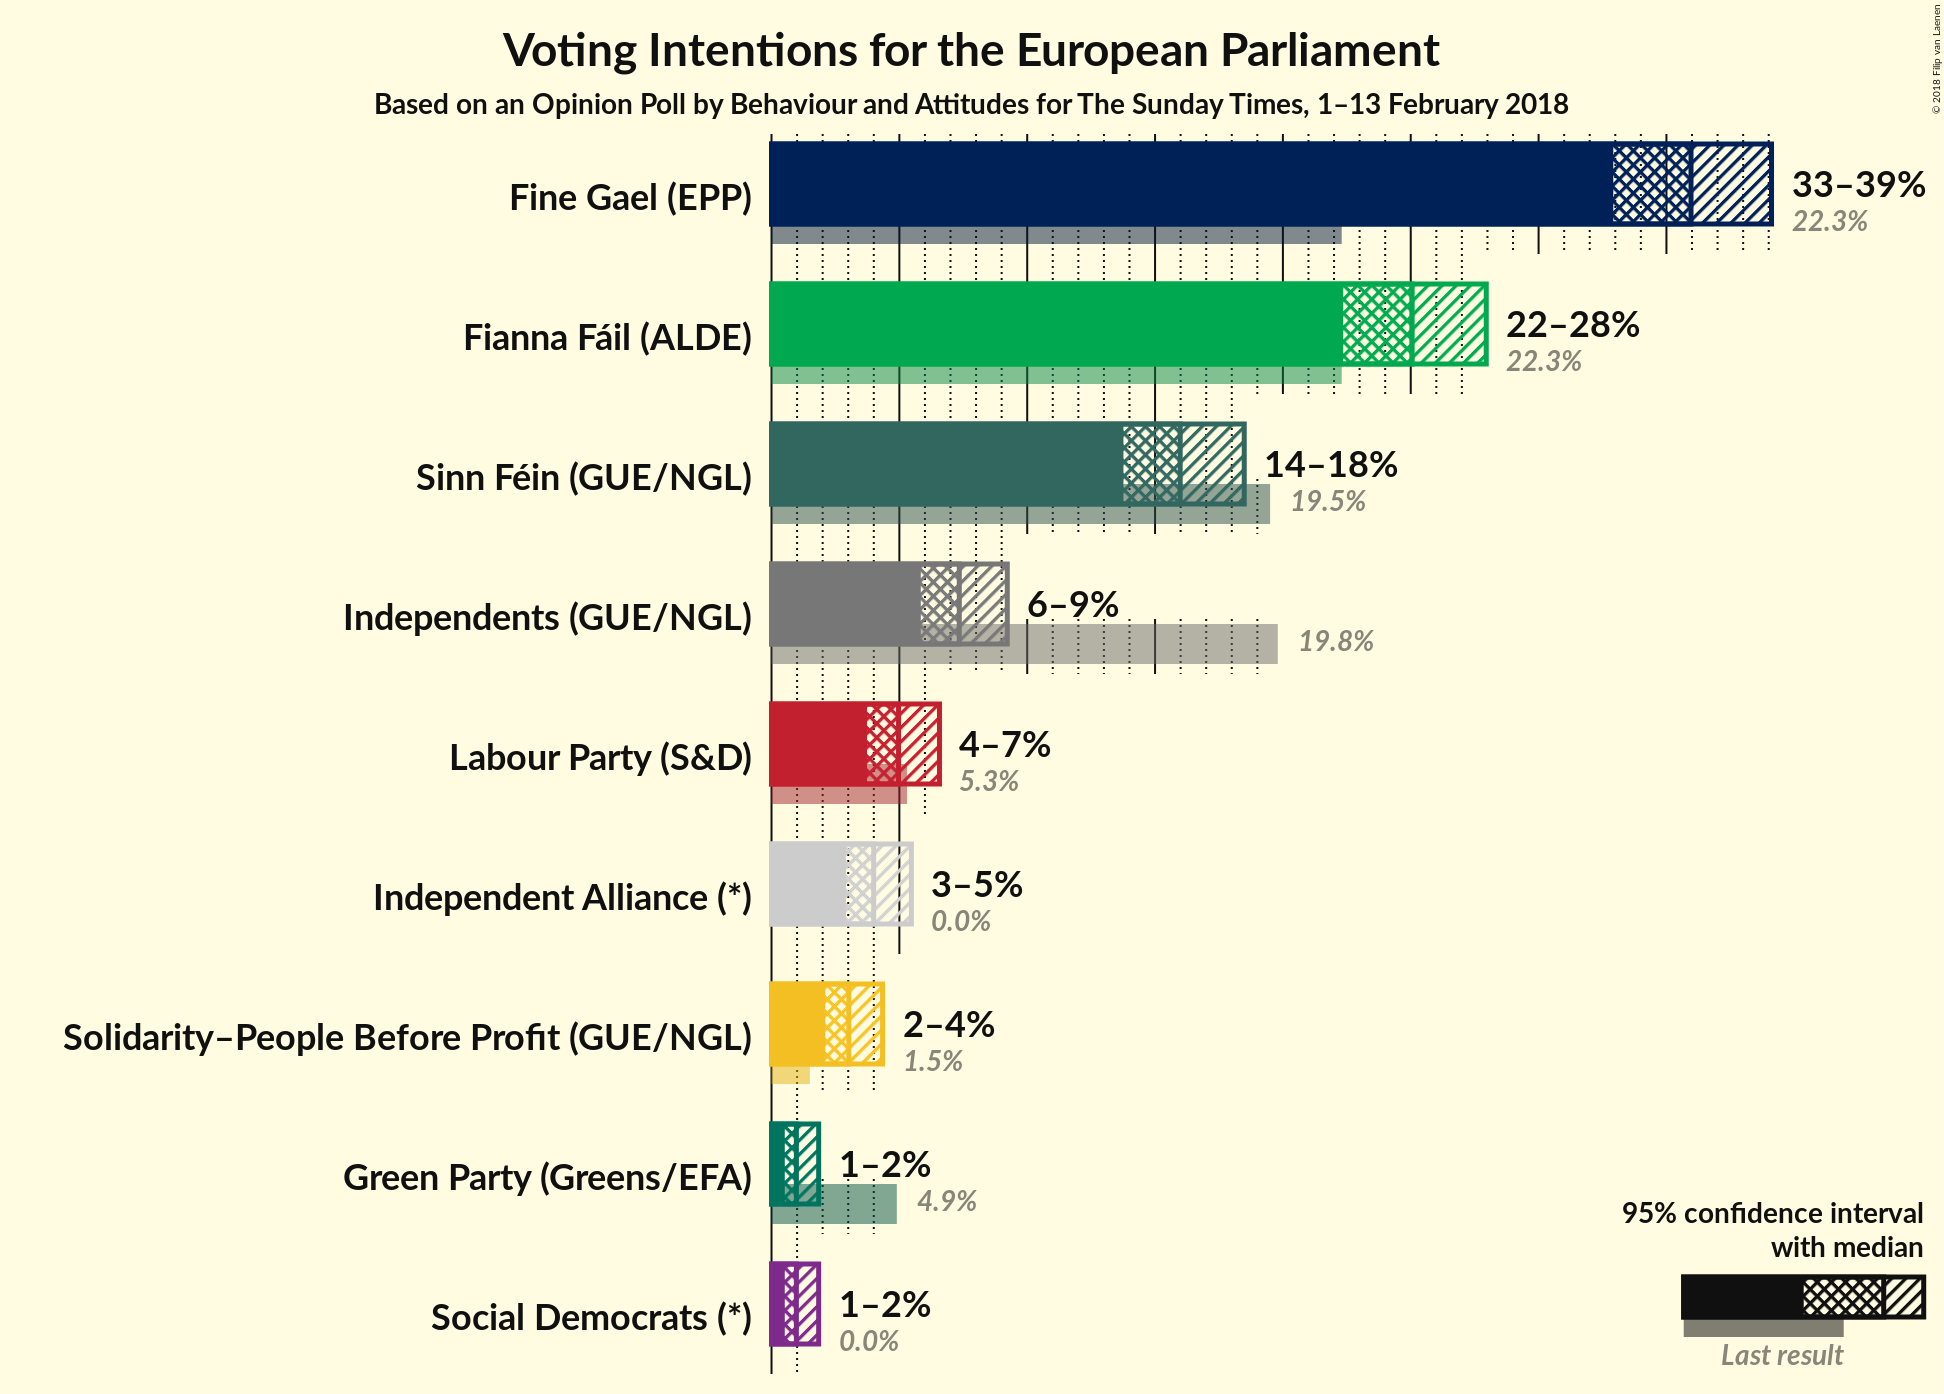 Voting Intentions for the European Parliament
Based on an Opinion Poll by Behaviour and Attitudes for The Sunday Times, 1–13 February 2018
© 2018 Filip van Laenen
Fine Gael (EPP)
33–39%
22.3%
Fianna Fáil (ALDE)
22–28%
22.3%
Sinn Féin (GUE/NGL)
14–18%
19.5%
Independents (GUE/NGL)
6–9%
19.8%
Labour Party (S&D)
4–7%
5.3%
Independent Alliance (*)
3–5%
0.0%
Solidarity–People Before Profit (GUE/NGL)
2–4%
1.5%
Green Party (Greens/EFA)
1–2%
4.9%
Social Democrats (*)
1–2%
0.0%
95% confidence interval
with median
Last result